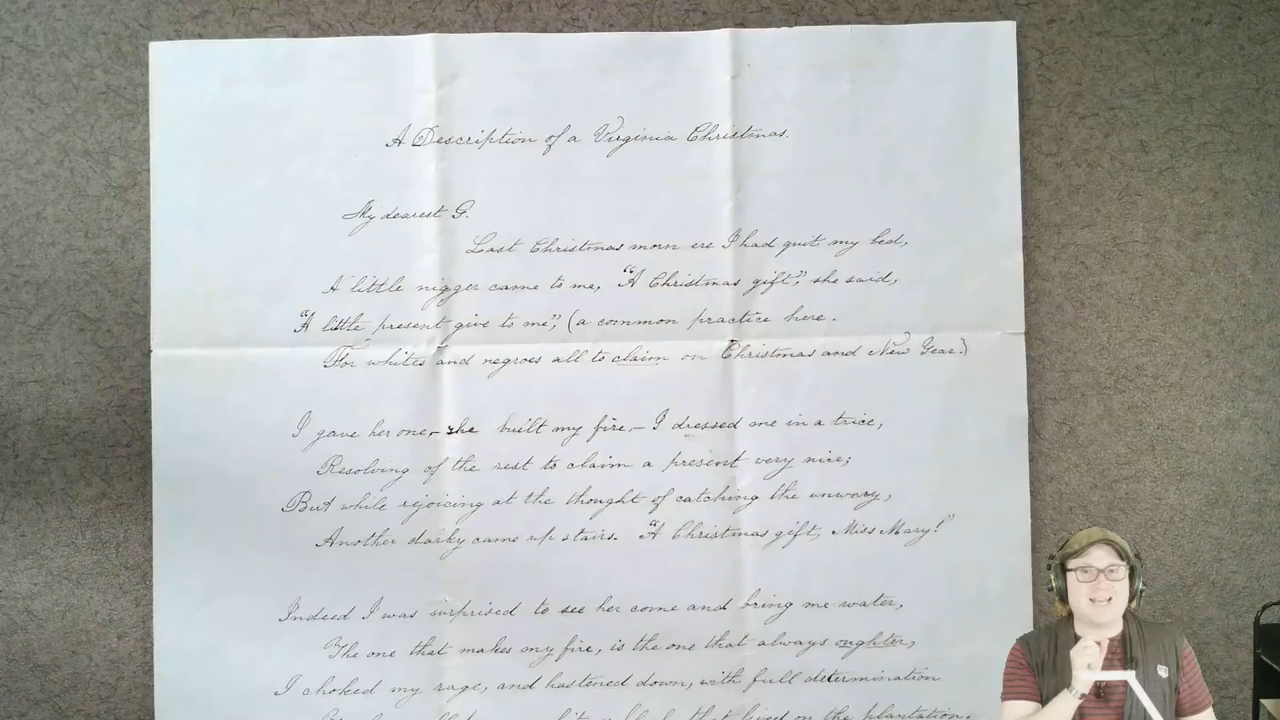 A Description of a Virginia Christmas.
My dearest G.
Last Christmas morn ere I had quit my bed,
A little nigger came to me, "A Christmas gift," she said,
"A little present give to me", (a common practice here.
For whites and negroes all to claim on Christmas and New Year.)
I gave her one,– she built my fire,– I dressed me in a trice,
Resolving of the rest to claim a present very nice;
But while rejoicing at the thought of catching the unwary,
Another darky came up stairs. "A Christmas gift, Miss Mary!"
Indeed I was surprised to see her come and bring me water,
The one that makes my fire, is the one that always oughter,
I choked my rage, and hastened down, with full determination
that lived on the plantation.